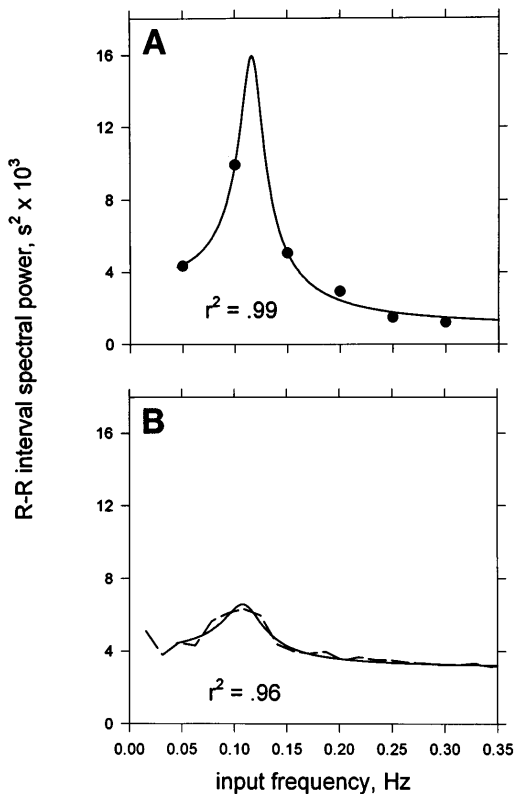 R-R interval spectral power, s² x 10³
A
16
12
8
4
0
r² = .99
B
16
12
8
4
0
r² = .96
0.00 0.05 0.10 0.15 0.20 0.25 0.30 0.35
input frequency, Hz